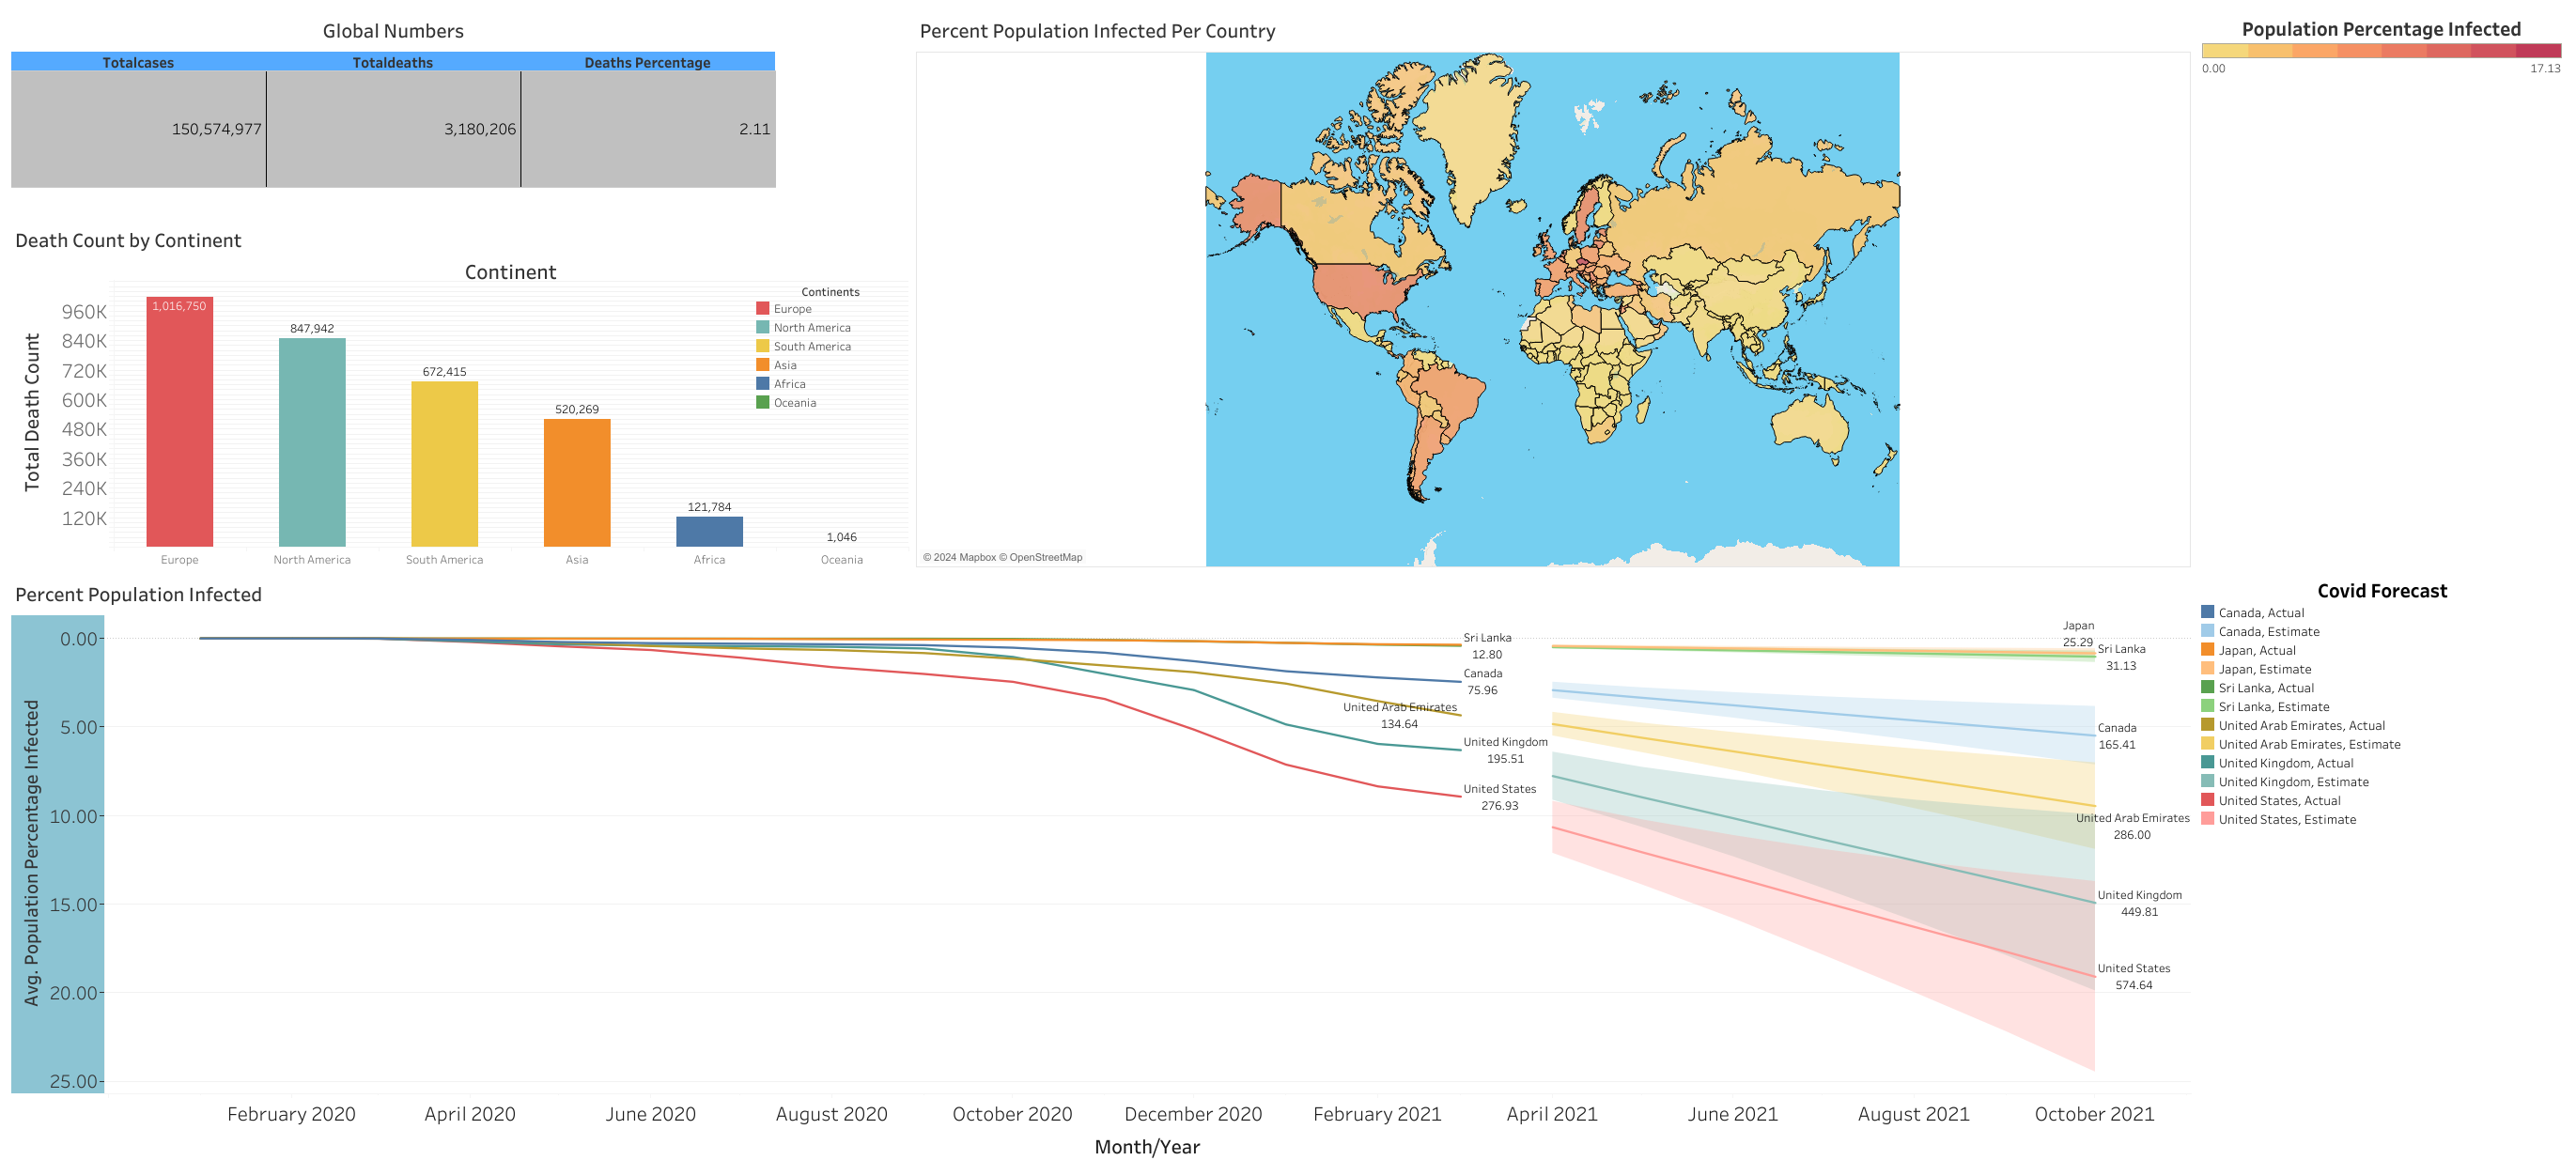 Global Numbers
Totalcases Totaldeaths Deaths Percentage
150,574,977 3,180,206 2.11
Death Count by Continent
Continent
Total Death Count
960K
840K
720K
600K
480K
360K
240K
120K
1,016,750
847,942
672,415
520,269
121,784
1,046
Europe North America South America Asia Africa Oceania
Continents
Europe
North America
South America
Asia
Africa
Oceania
Percent Population Infected Per Country
© 2024 Mapbox © OpenStreetMap
Population Percentage Infected
0.00 17.13
Percent Population Infected
Avg. Population Percentage Infected
0.00
5.00
10.00
15.00
20.00
25.00
Sri Lanka
12.80
Canada
75.96
United Arab Emirates
134.64
United Kingdom
195.51
United States
276.93
Japan
25.29
Sri Lanka
31.13
Canada
165.41
United Arab Emirates
286.00
United Kingdom
449.81
United States
574.64
February 2020 April 2020 June 2020 August 2020 October 2020 December 2020 February 2021 April 2021 June 2021 August 2021 October 2021
Month/Year
Covid Forecast
Canada, Actual
Canada, Estimate
Japan, Actual
Japan, Estimate
Sri Lanka, Actual
Sri Lanka, Estimate
United Arab Emirates, Actual
United Arab Emirates, Estimate
United Kingdom, Actual
United Kingdom, Estimate
United States, Actual
United States, Estimate